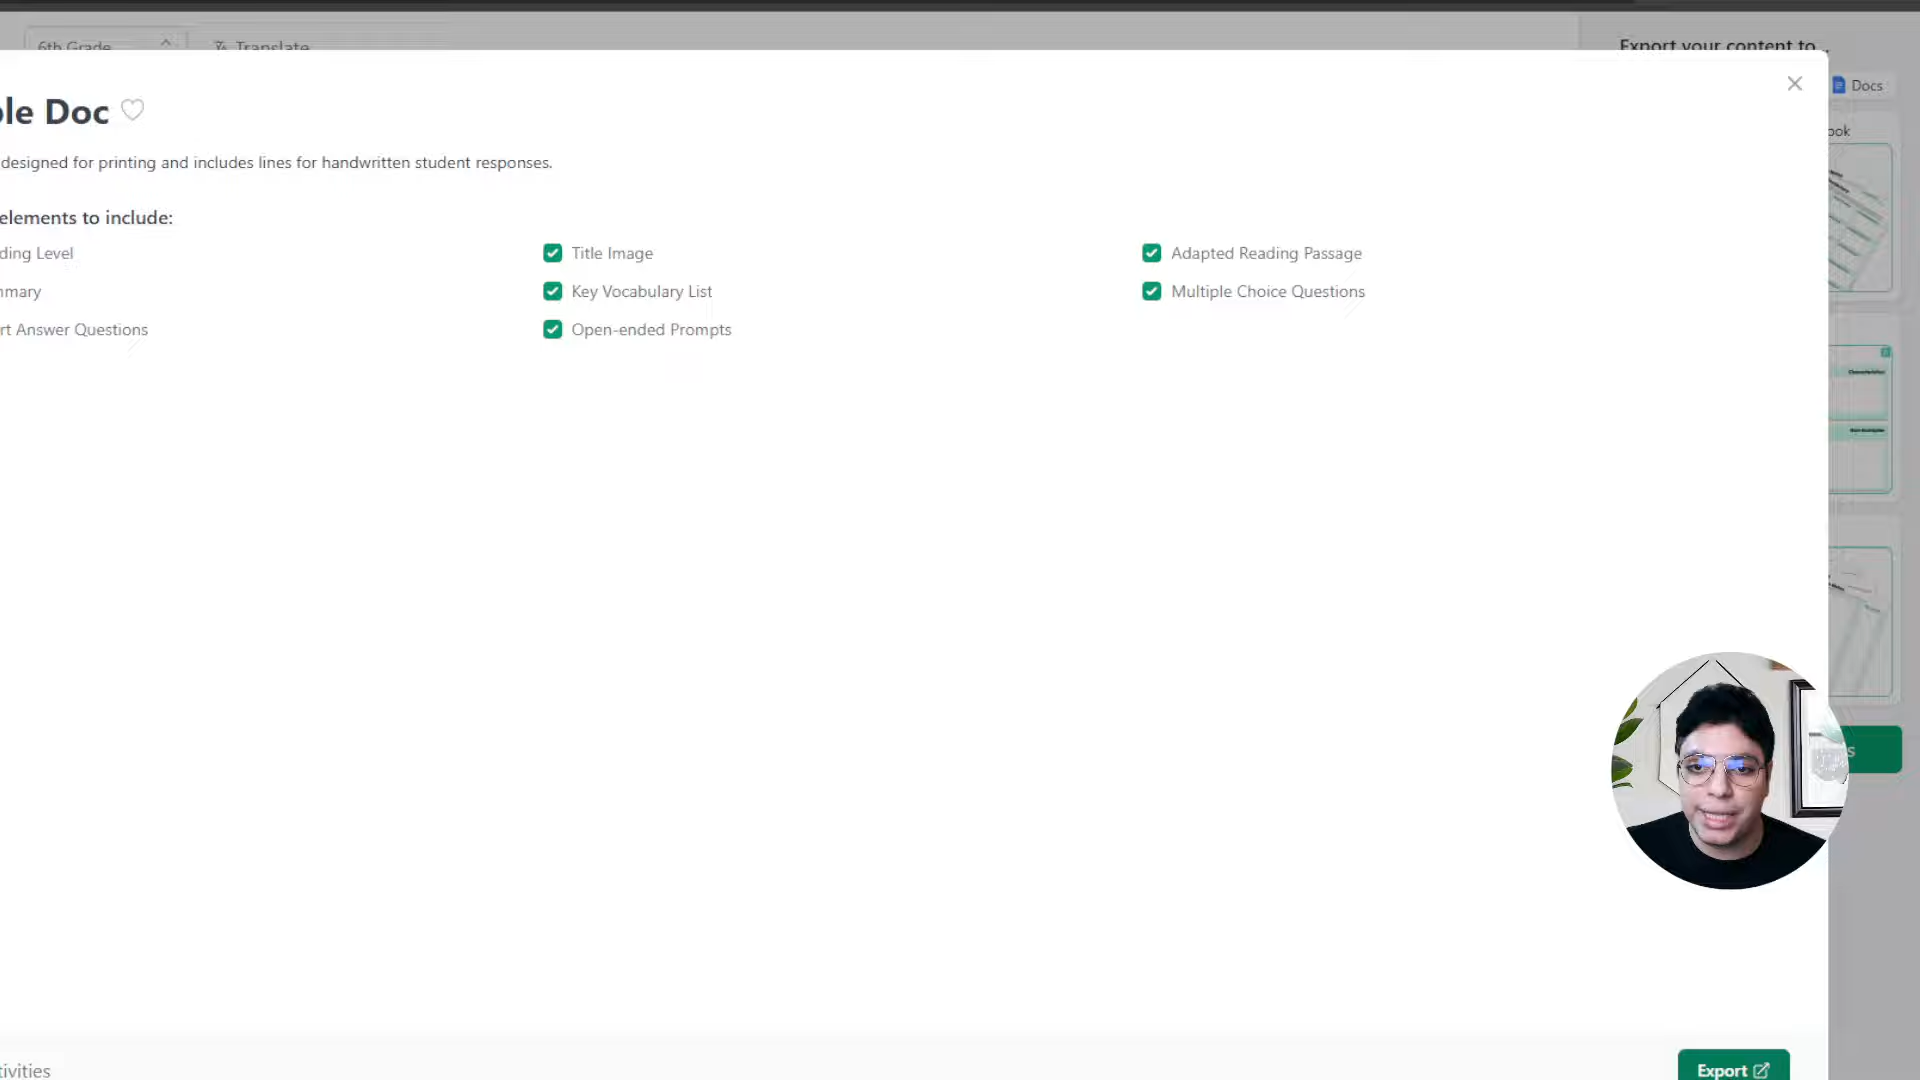 6th Grade Translate
Export your content to...
Docs
ook
le Doc
designed for printing and includes lines for handwritten student responses.
elements to include:
ding Level
Title Image
Adapted Reading Passage
mmary
Key Vocabulary List
Multiple Choice Questions
rt Answer Questions
Open-ended Prompts
tivities
Export